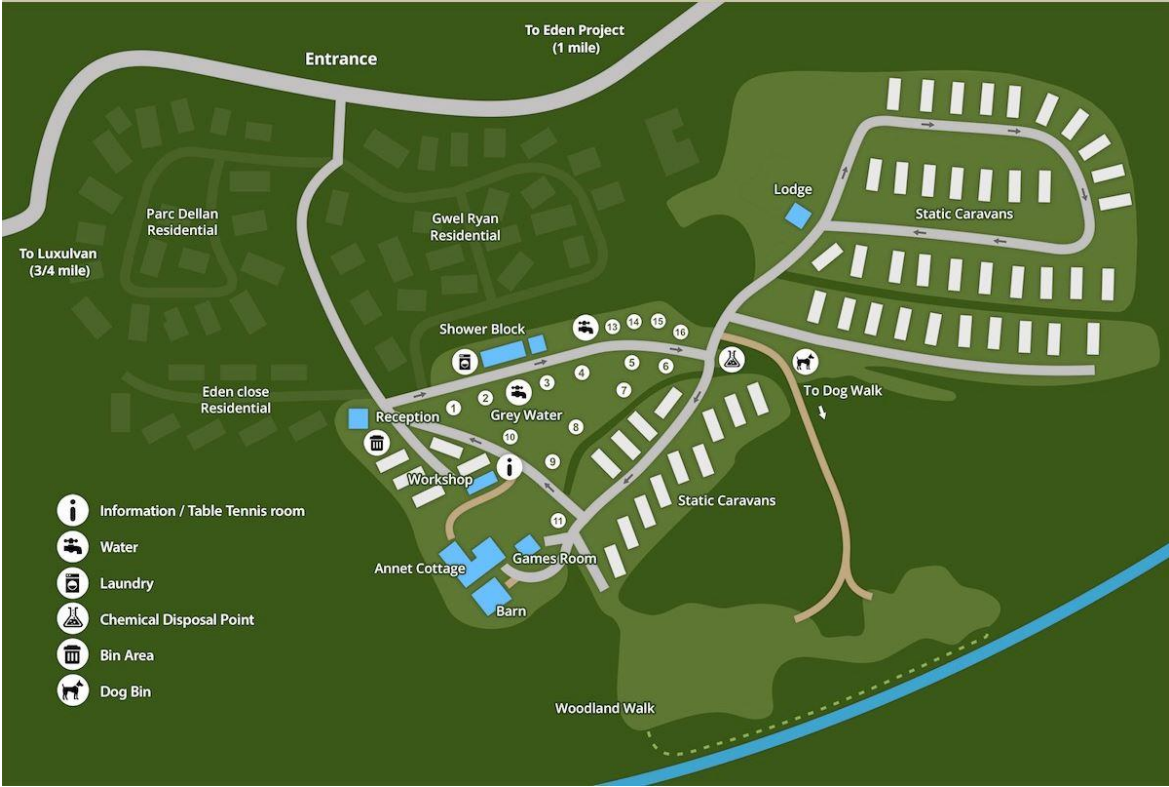 To Eden Project
(1 mile)
Entrance
Lodge
Parc Dellan
Residential
Gwel Ryan
Residential
Static Caravans
To Luxulvan
(3/4 mile)
Shower Block
13
14
15
16
5
6
4
3
7
2
1
Eden close
Residential
Reception
Grey Water
To Dog Walk
8
10
9
Workshop
Static Caravans
11
Games Room
Annet Cottage
Barn
Information / Table Tennis room
Water
Laundry
Chemical Disposal Point
Bin Area
Dog Bin
Woodland Walk